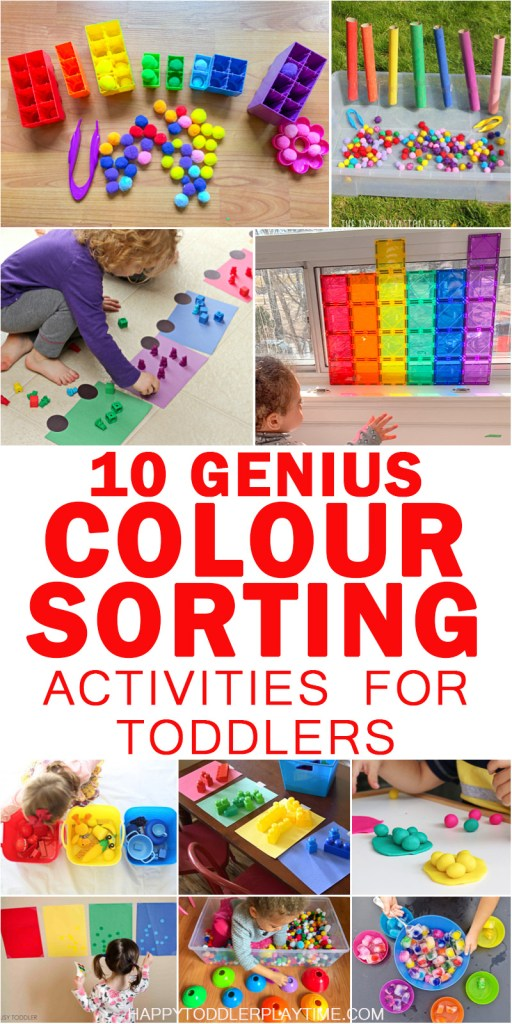 10 GENIUS
COLOUR
SORTING
ACTIVITIES FOR
TODDLERS
HAPPYTODDLERPLAYTIME.COM